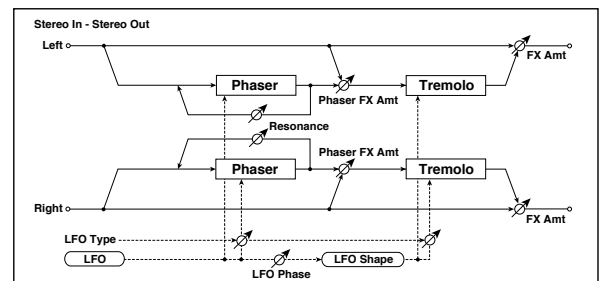 Stereo In - Stereo Out
Left
FX Amt
Phaser
Tremolo
Phaser FX Amt
Resonance
Phaser FX Amt
Phaser
Tremolo
Right
FX Amt
LFO Type
LFO
LFO Shape
LFO Phase